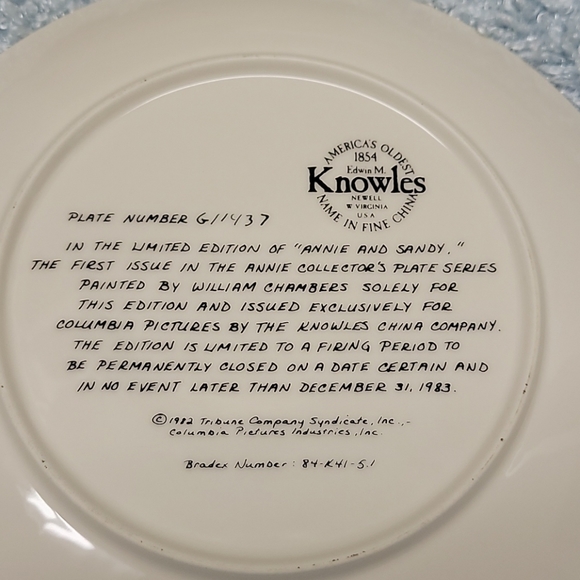 AMERICA'S OLDEST
1854
Edwin M.
Knowles
NEWELL
W VIRGINIA
U.S.A
NAME IN FINE CHINA
PLATE NUMBER G11437
IN THE LIMITED EDITION OF "ANNIE AND SANDY."
THE FIRST ISSUE IN THE ANNIE COLLECTOR'S PLATE SERIES
PAINTED BY WILLIAM CHAMBERS SOLELY FOR
THIS EDITION AND ISSUED EXCLUSIVELY FOR
COLUMBIA PICTURES BY THE KNOWLES CHINA COMPANY.
THE EDITION IS LIMITED TO A FIRING PERIOD TO
BE PERMANENTLY CLOSED ON A DATE CERTAIN AND
IN NO EVENT LATER THAN DECEMBER 31, 1983.
©1982 Tribune Company Syndicate, Inc.,-
Columbia Pictures Industries, Inc.
Bradex Number: 84-K41-5.1